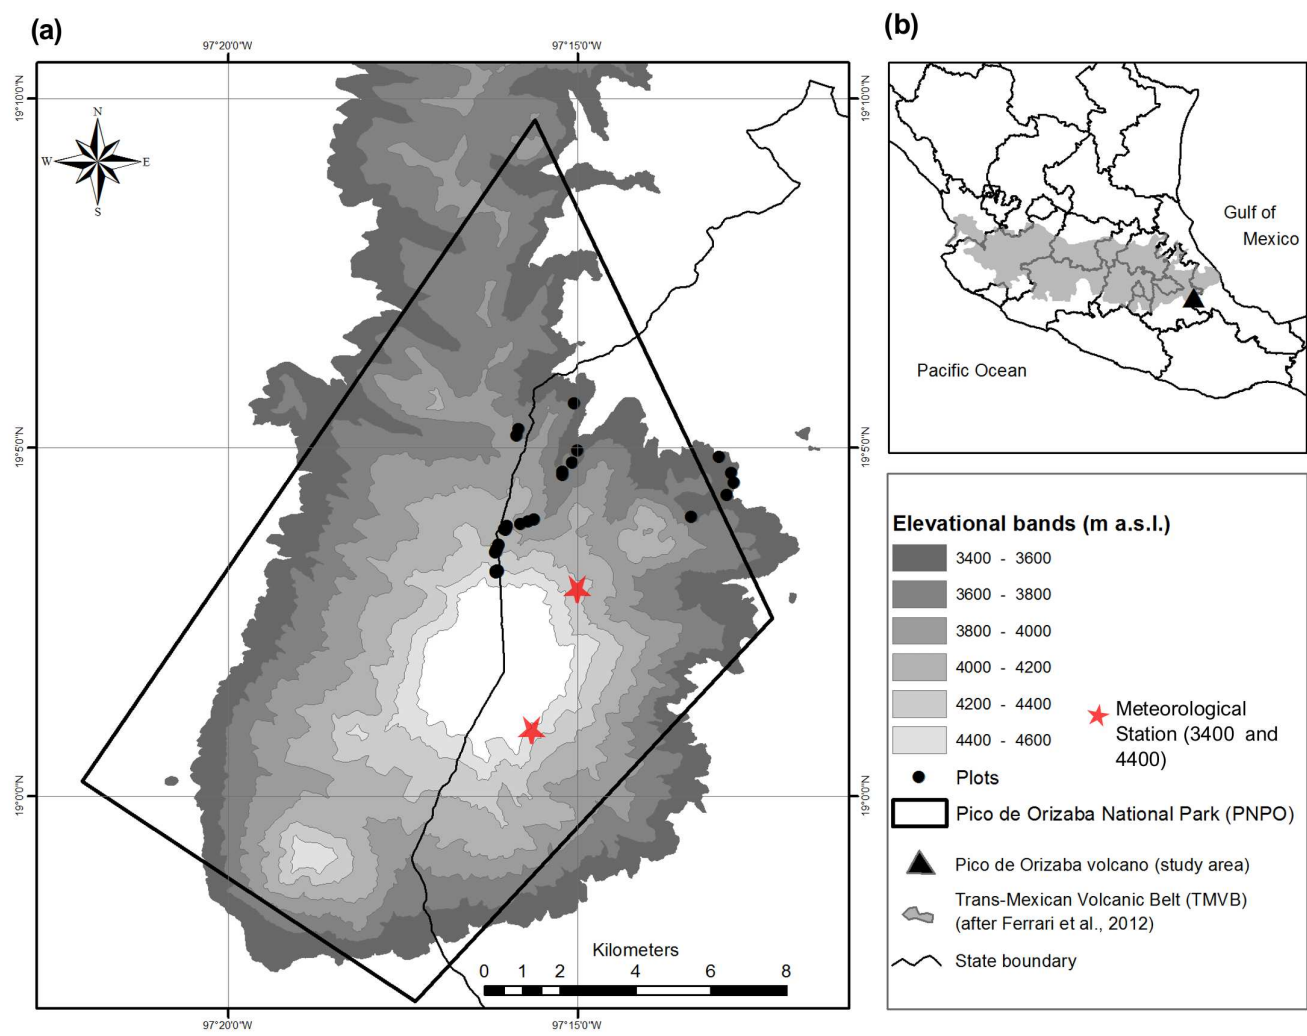 (a)
97°20'0"W
97°15'0"W
19°10'0"N
19°10'0"N
N
W
E
S
19°5'0"N
19°5'0"N
19°0'0"N
19°0'0"N
Kilometers
0 1 2 4 6 8
97°20'0"W
97°15'0"W
(b)
Gulf of
Mexico
Pacific Ocean
Elevational bands (m a.s.l.)
3400 - 3600
3600 - 3800
3800 - 4000
4000 - 4200
4200 - 4400
4400 - 4600
Meteorological
Station (3400 and
4400)
Plots
Pico de Orizaba National Park (PNPO)
Pico de Orizaba volcano (study area)
Trans-Mexican Volcanic Belt (TMVB)
(after Ferrari et al., 2012)
State boundary